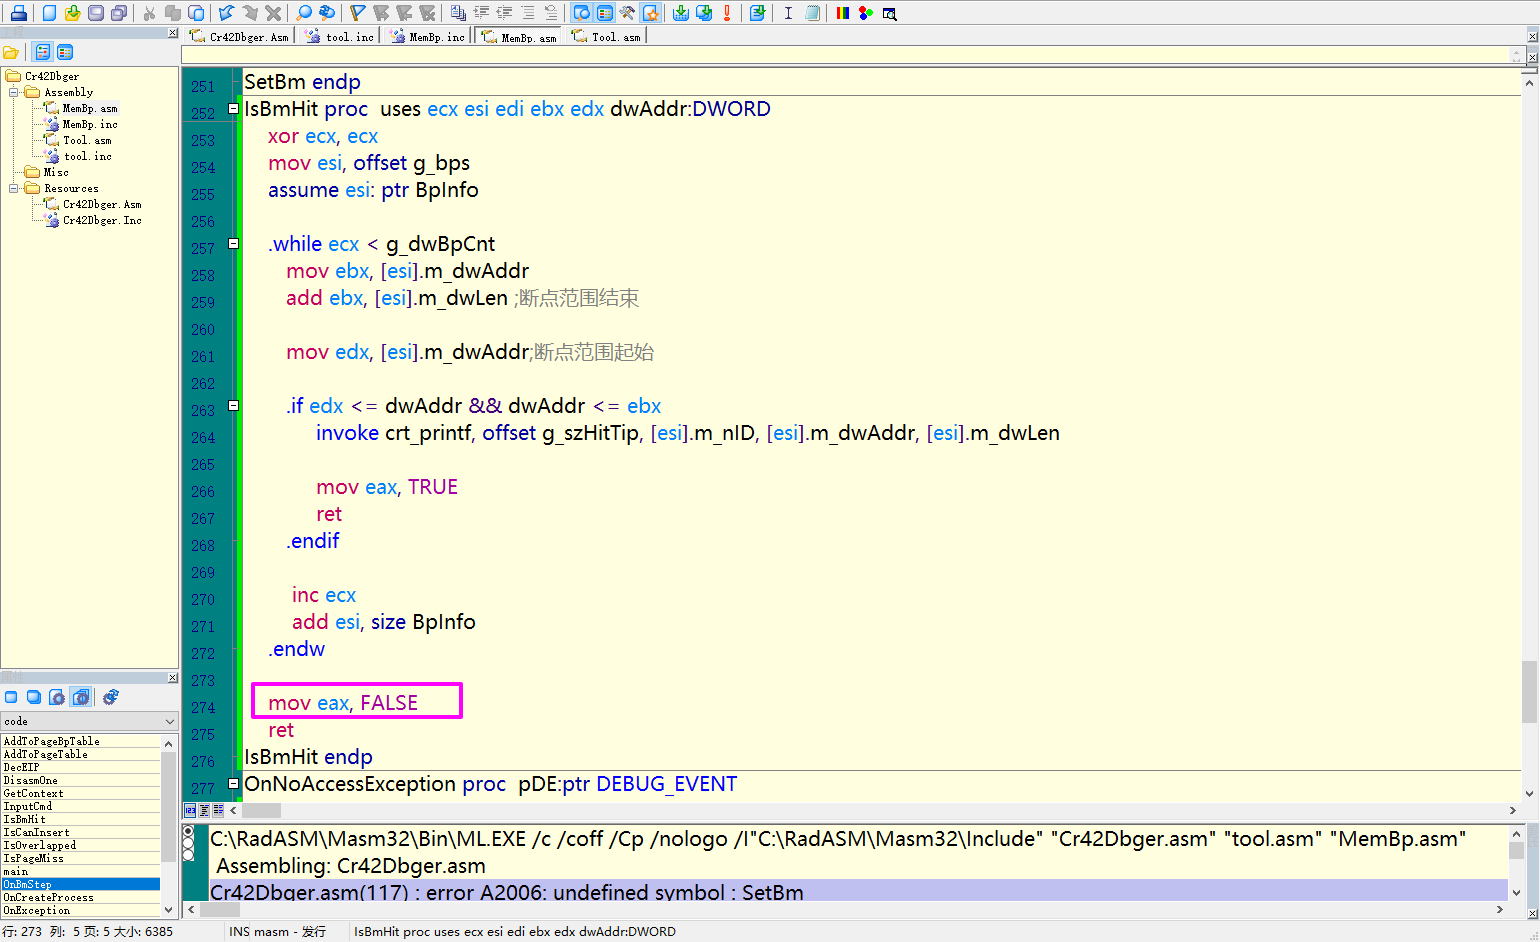 Cr42Dbger.Asm
tool.inc
MemBp.inc
MemBp.asm
Tool.asm
Cr42Dbger
Assembly
MemBp.asm
MemBp.inc
Tool.asm
tool.inc
Misc
Resources
Cr42Dbger.Asm
Cr42Dbger.Inc
251 SetBm endp
252 IsBmHit proc  uses ecx esi edi ebx edx dwAddr:DWORD
253 xor ecx, ecx
254 mov esi, offset g_bps
255 assume esi: ptr BpInfo
256
257 .while ecx < g_dwBpCnt
258 mov ebx, [esi].m_dwAddr
259 add ebx, [esi].m_dwLen ;断点范围结束
260
261 mov edx, [esi].m_dwAddr;断点范围起始
262
263 .if edx <= dwAddr && dwAddr <= ebx
264 invoke crt_printf, offset g_szHitTip, [esi].m_nID, [esi].m_dwAddr, [esi].m_dwLen
265
266 mov eax, TRUE
267 ret
268 .endif
269
270 inc ecx
271 add esi, size BpInfo
272 .endw
273
274 mov eax, FALSE
275 ret
276 IsBmHit endp
277 OnNoAccessException proc  pDE:ptr DEBUG_EVENT
code
AddToPageBpTable
AddToPageTable
DecEIP
DisasmOne
GetContext
InputCmd
IsBmHit
IsCanInsert
IsOverlapped
IsPageMiss
main
OnBmStep
OnCreateProcess
OnException
C:\RadASM\Masm32\Bin\ML.EXE /c /coff /Cp /nologo /I"C:\RadASM\Masm32\Include" "Cr42Dbger.asm" "tool.asm" "MemBp.asm"
Assembling: Cr42Dbger.asm
Cr42Dbger.asm(117) : error A2006: undefined symbol : SetBm
行: 273 列: 5 页: 5 大小: 6385
INS masm - 发行
IsBmHit proc uses ecx esi edi ebx edx dwAddr:DWORD